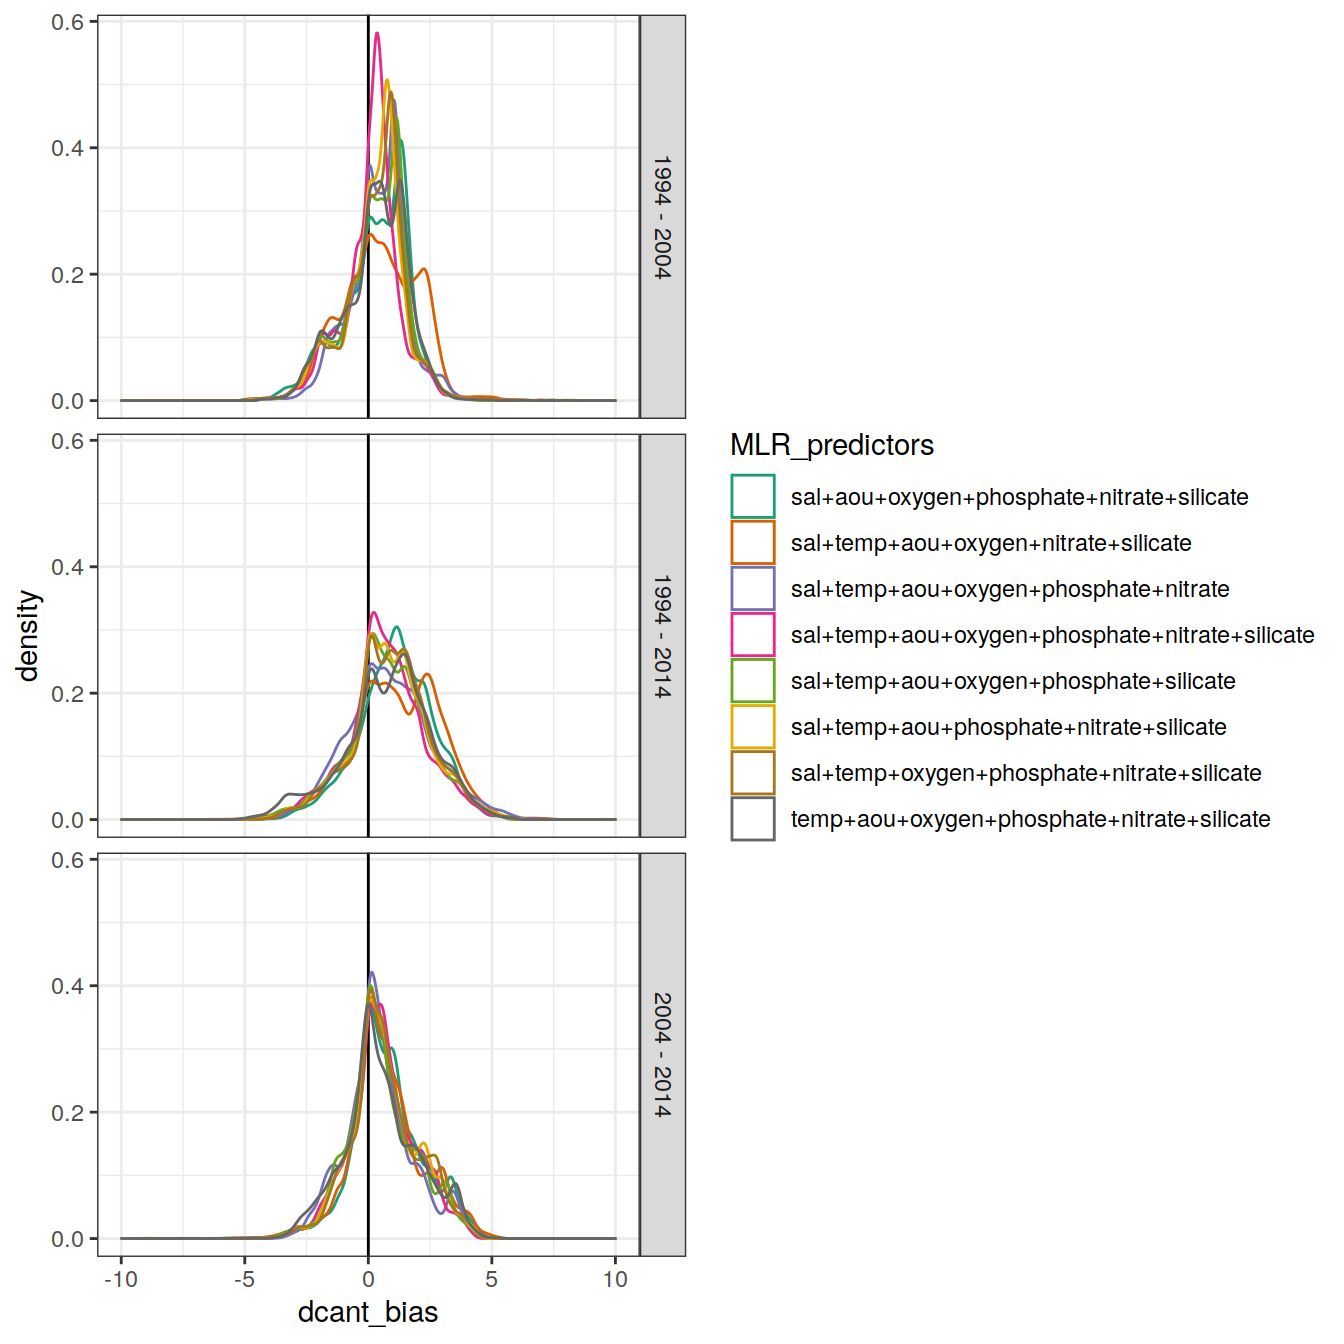 0.6
0.4
0.2
0.0
1994 - 2004
0.6
0.4
0.2
0.0
1994 - 2014
0.6
0.4
0.2
0.0
2004 - 2014
-10
-5
0
5
10
dcant_bias
density
MLR_predictors
sal+aou+oxygen+phosphate+nitrate+silicate
sal+temp+aou+oxygen+nitrate+silicate
sal+temp+aou+oxygen+phosphate+nitrate
sal+temp+aou+oxygen+phosphate+nitrate+silicate
sal+temp+aou+oxygen+phosphate+silicate
sal+temp+aou+phosphate+nitrate+silicate
sal+temp+oxygen+phosphate+nitrate+silicate
temp+aou+oxygen+phosphate+nitrate+silicate